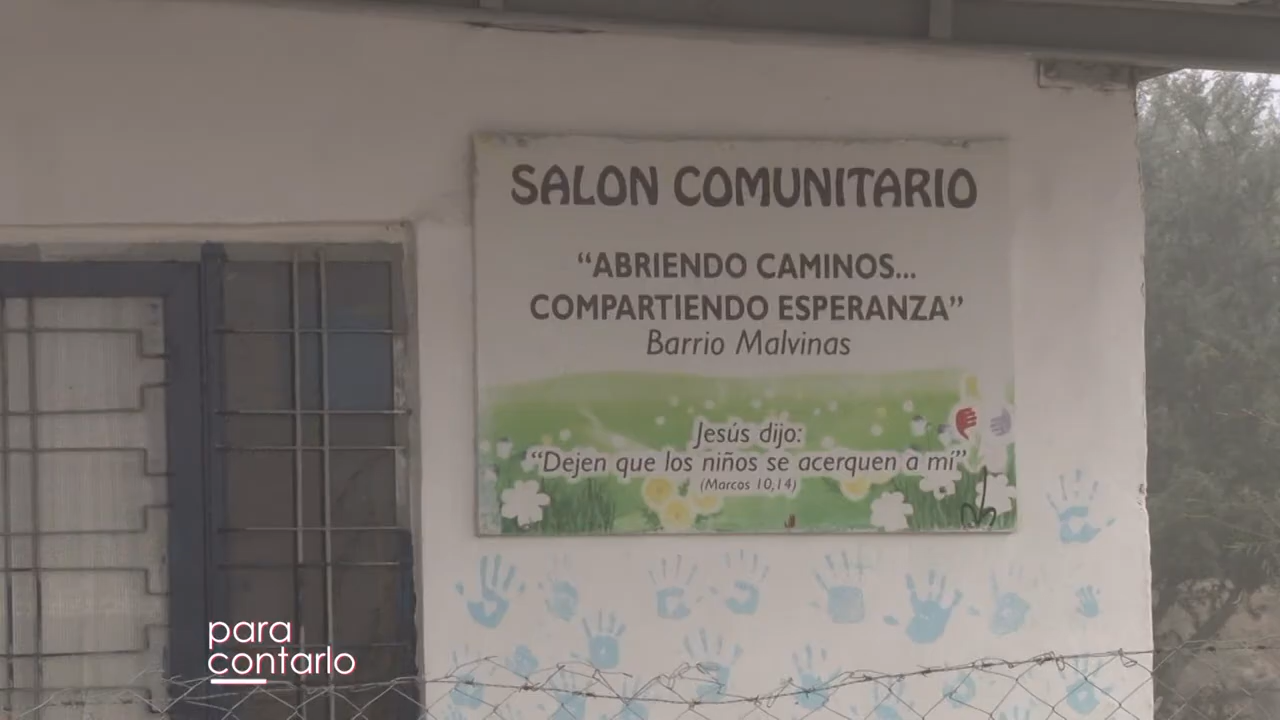 SALON COMUNITARIO
“ABRIENDO CAMINOS...
COMPARTIENDO ESPERANZA”
Barrio Malvinas
Jesús dijo:
“Dejen que los niños se acerquen a mí”
(Marcos 10,14)
para
contarlo